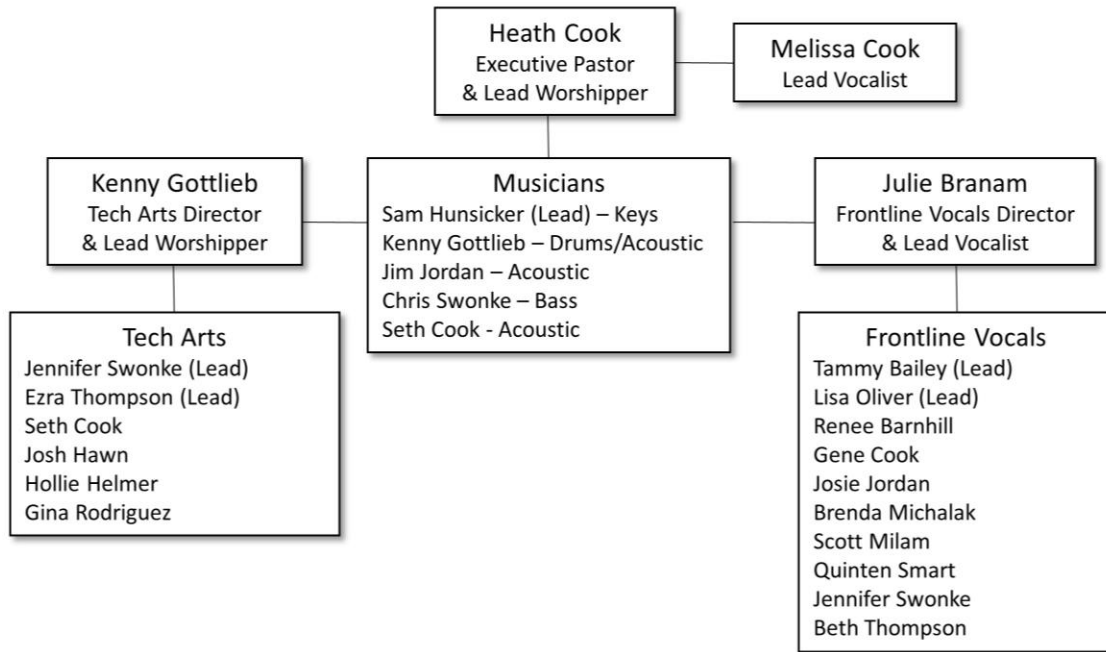 Heath Cook
Executive Pastor
& Lead Worshipper
Melissa Cook
Lead Vocalist
Kenny Gottlieb
Tech Arts Director
& Lead Worshipper
Musicians
Sam Hunsicker (Lead) – Keys
Kenny Gottlieb – Drums/Acoustic
Jim Jordan – Acoustic
Chris Swonke – Bass
Seth Cook - Acoustic
Julie Branam
Frontline Vocals Director
& Lead Vocalist
Tech Arts
Jennifer Swonke (Lead)
Ezra Thompson (Lead)
Seth Cook
Josh Hawn
Hollie Helmer
Gina Rodriguez
Frontline Vocals
Tammy Bailey (Lead)
Lisa Oliver (Lead)
Renee Barnhill
Gene Cook
Josie Jordan
Brenda Michalak
Scott Milam
Quinten Smart
Jennifer Swonke
Beth Thompson